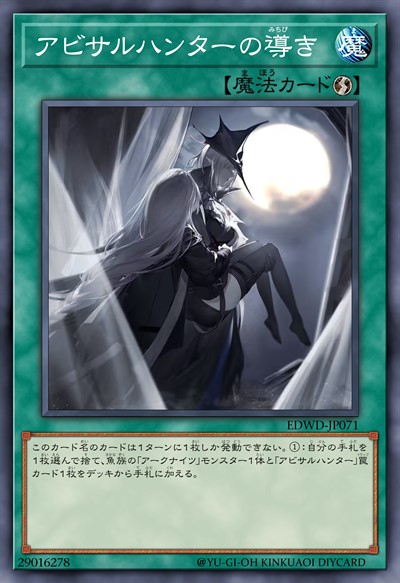 アビサルハンターの導き 魔
【魔法カード】
EDWD-JP071
このカード名のカードは1ターンに1枚しか発動できない。①:自分の手札を
1枚選んで捨て、魚族の「アークナイツ」モンスター1体と「アビサルハンター」罠
カード1枚をデッキから手札に加える。
29016278 @YU-GI-OH KINKUAOI DIYCARD